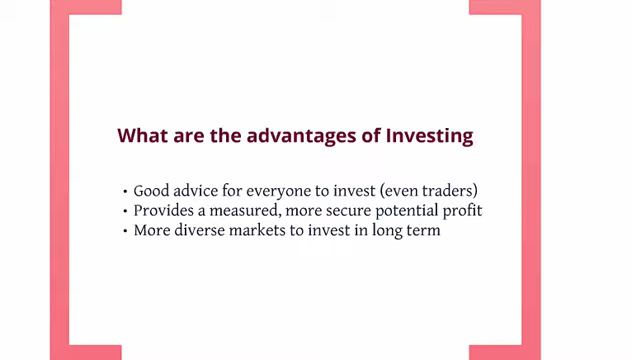 What are the advantages of Investing
• Good advice for everyone to invest (even traders)
• Provides a measured, more secure potential profit
• More diverse markets to invest in long term